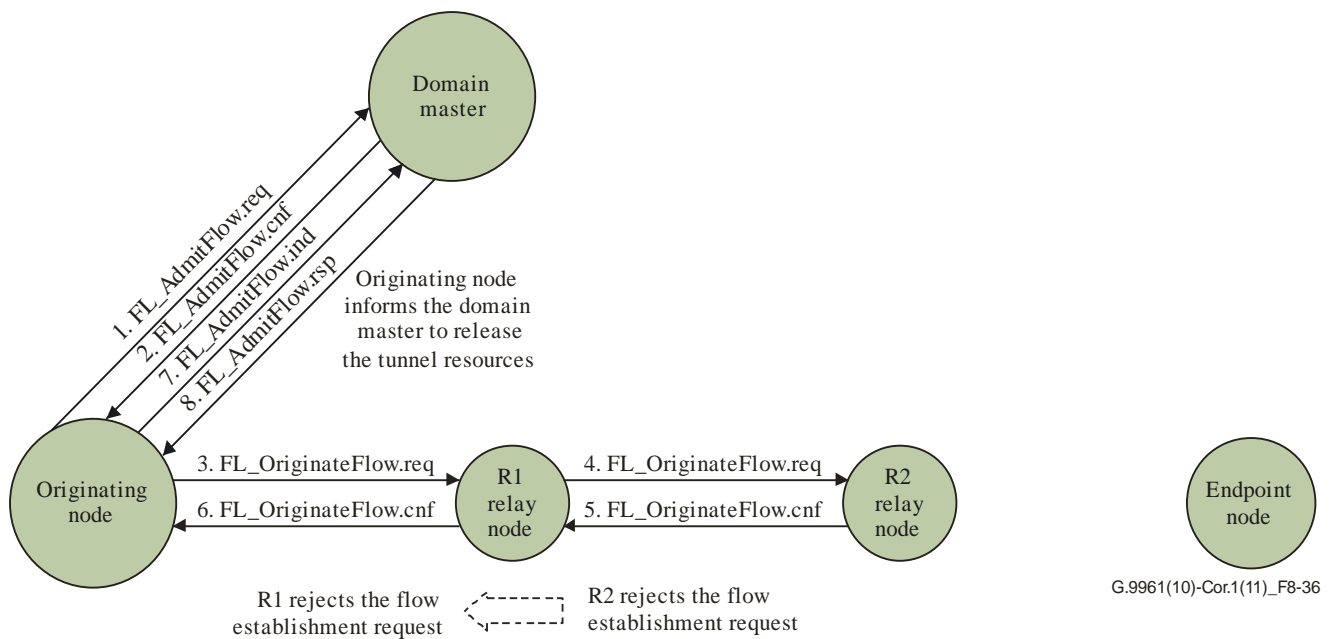 Domain
master
1. FL_AdmitFlow.req
2. FL_AdmitFlow.cnf
7. FL_AdmitFlow.ind
8. FL_AdmitFlow.rsp
Originating node
informs the domain
master to release
the tunnel resources
Originating
node
3. FL_OriginateFlow.req
6. FL_OriginateFlow.cnf
R1
relay
node
4. FL_OriginateFlow.req
5. FL_OriginateFlow.cnf
R2
relay
node
Endpoint
node
G.9961(10)-Cor.1(11)_F8-36
R1 rejects the flow
establishment request
R2 rejects the flow
establishment request